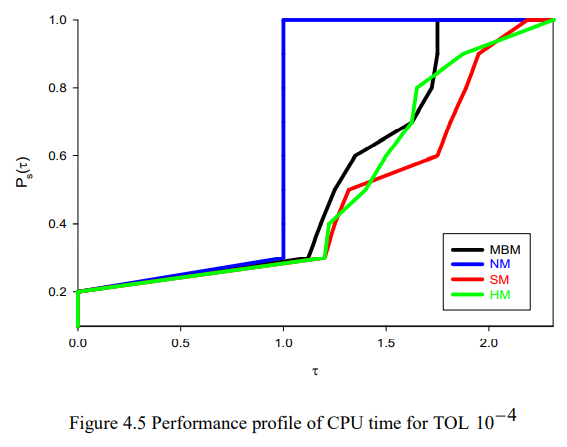 1.0
0.8
0.6
0.4
0.2
Ps(τ)
0.0 0.5 1.0 1.5 2.0
τ
MBM
NM
SM
HM
Figure 4.5 Performance profile of CPU time for TOL 10−4